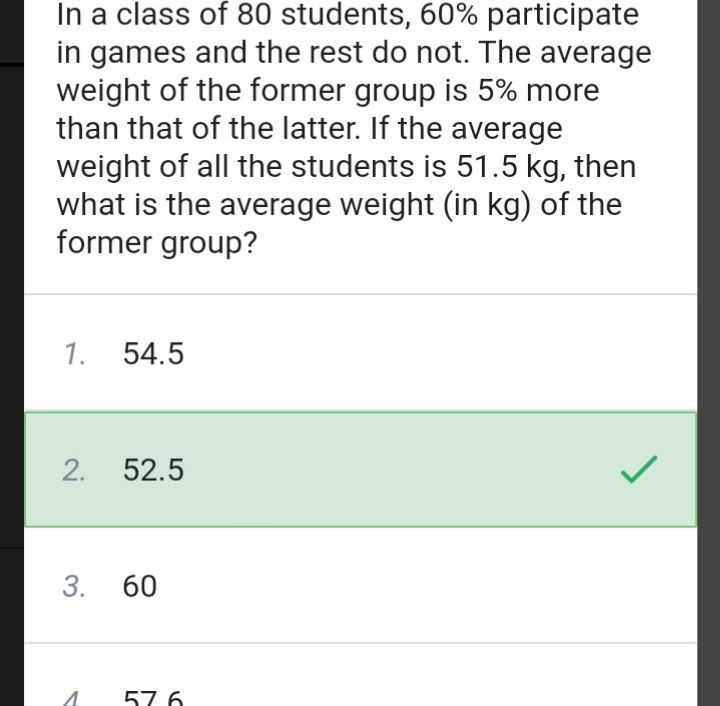 In a class of 80 students, 60% participate
in games and the rest do not. The average
weight of the former group is 5% more
than that of the latter. If the average
weight of all the students is 51.5 kg, then
what is the average weight (in kg) of the
former group?
1. 54.5
2. 52.5
3. 60
4 57.6